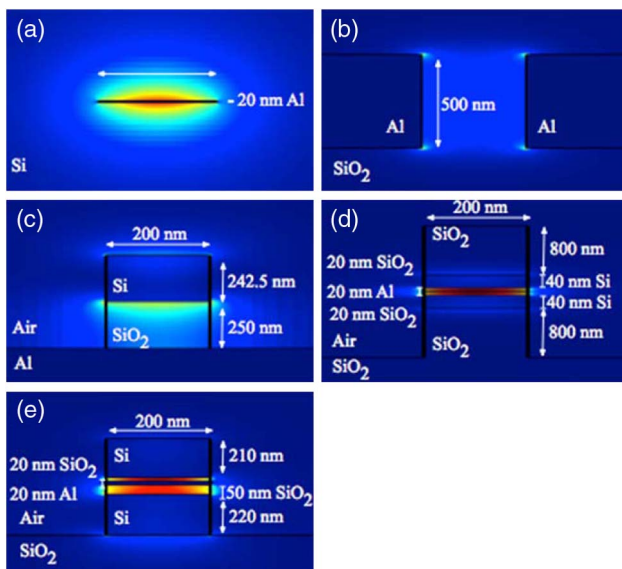 (a)
20 nm Al
Si
(b)
500 nm
Al
Al
SiO₂
(c)
200 nm
Si
242.5 nm
Air
SiO₂
250 nm
Al
(d)
200 nm
SiO₂
800 nm
20 nm SiO₂
40 nm Si
20 nm Al
40 nm Si
20 nm SiO₂
Air
SiO₂
800 nm
SiO₂
(e)
200 nm
Si
210 nm
20 nm SiO₂
20 nm Al
50 nm SiO₂
Si
220 nm
Air
SiO₂